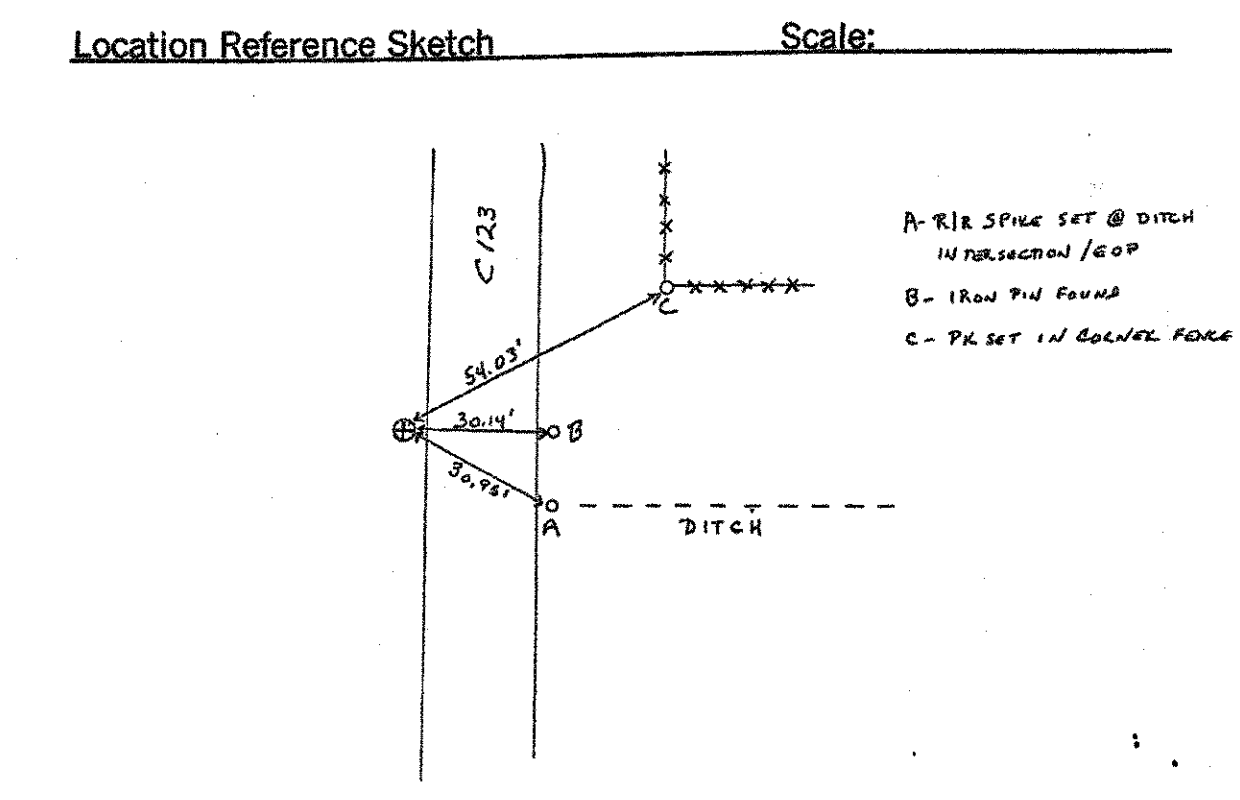 Location Reference Sketch
Scale:
C 123
A- R/R SPIKE SET @ DITCH
INTERSECTION / EOP
B- IRON PIN FOUND
C- PK SET IN CORNER FENCE
C
54.03'
30.14'
B
30.95'
A
DITCH